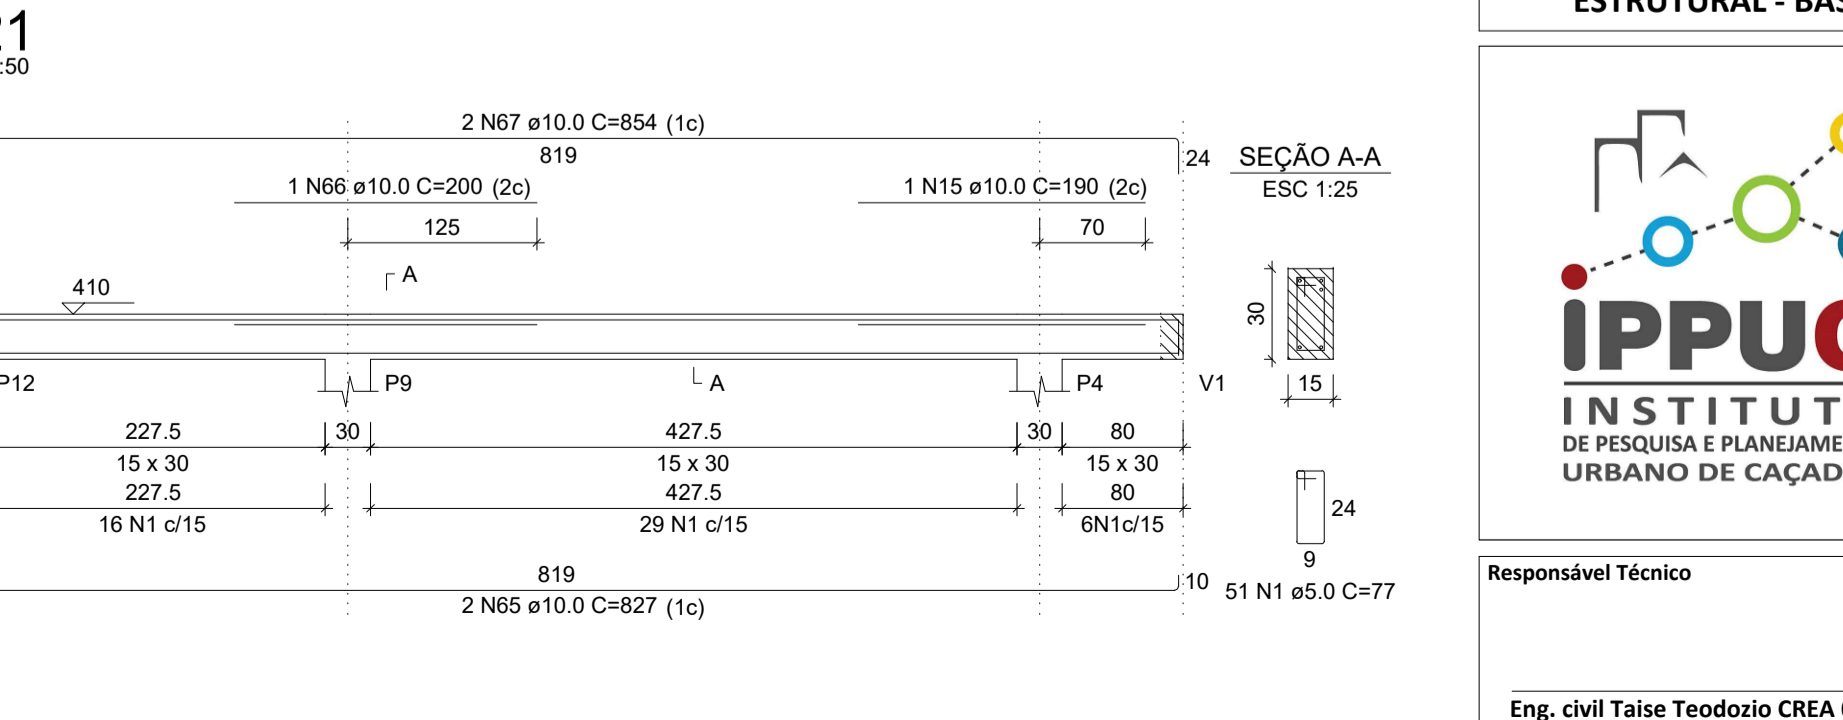 21
:50
2 N67 ø10.0 C=854 (1c)
819
24
1 N66 ø10.0 C=200 (2c)
1 N15 ø10.0 C=190 (2c)
125
70
A
410
P12
P9
A
P4
V1
227.5
30
427.5
30
80
15 x 30
15 x 30
15 x 30
227.5
427.5
80
16 N1 c/15
29 N1 c/15
6N1c/15
819
10
2 N65 ø10.0 C=827 (1c)
SEÇÃO A-A
ESC 1:25
30
15
24
9
51 N1 ø5.0 C=77
ESTRUTURAL - BAS
iPPUC
INSTITUT
DE PESQUISA E PLANEJAME
URBANO DE CAÇAD
Responsável Técnico
Eng. civil Taise Teodozio CREA